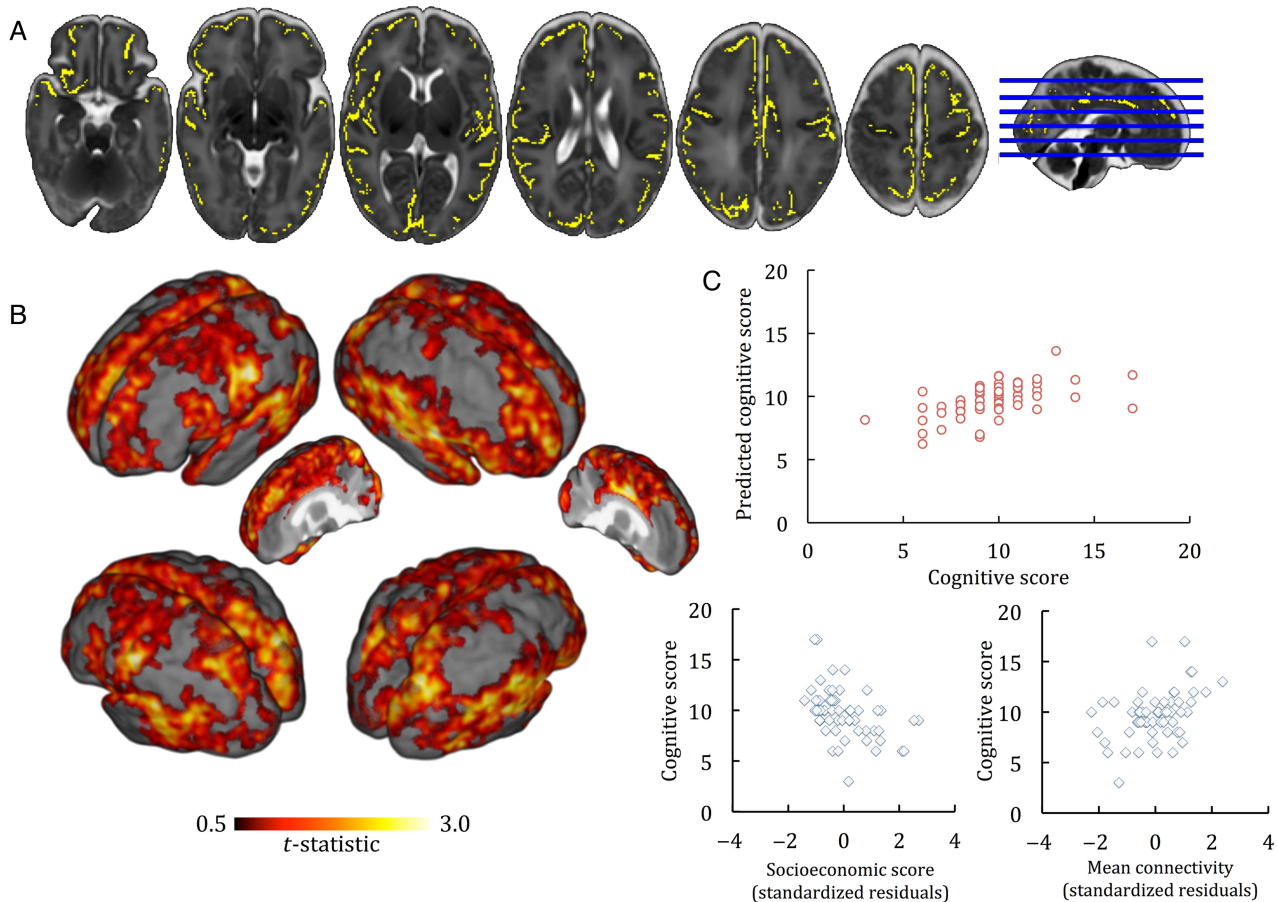 A
B
0.5
3.0
t-statistic
C
20
15
10
5
0
Predicted cognitive score
0
5
10
15
20
Cognitive score
20
15
10
5
0
Cognitive score
−4
−2
0
2
4
Socioeconomic score
(standardized residuals)
20
15
10
5
0
Cognitive score
−4
−2
0
2
4
Mean connectivity
(standardized residuals)